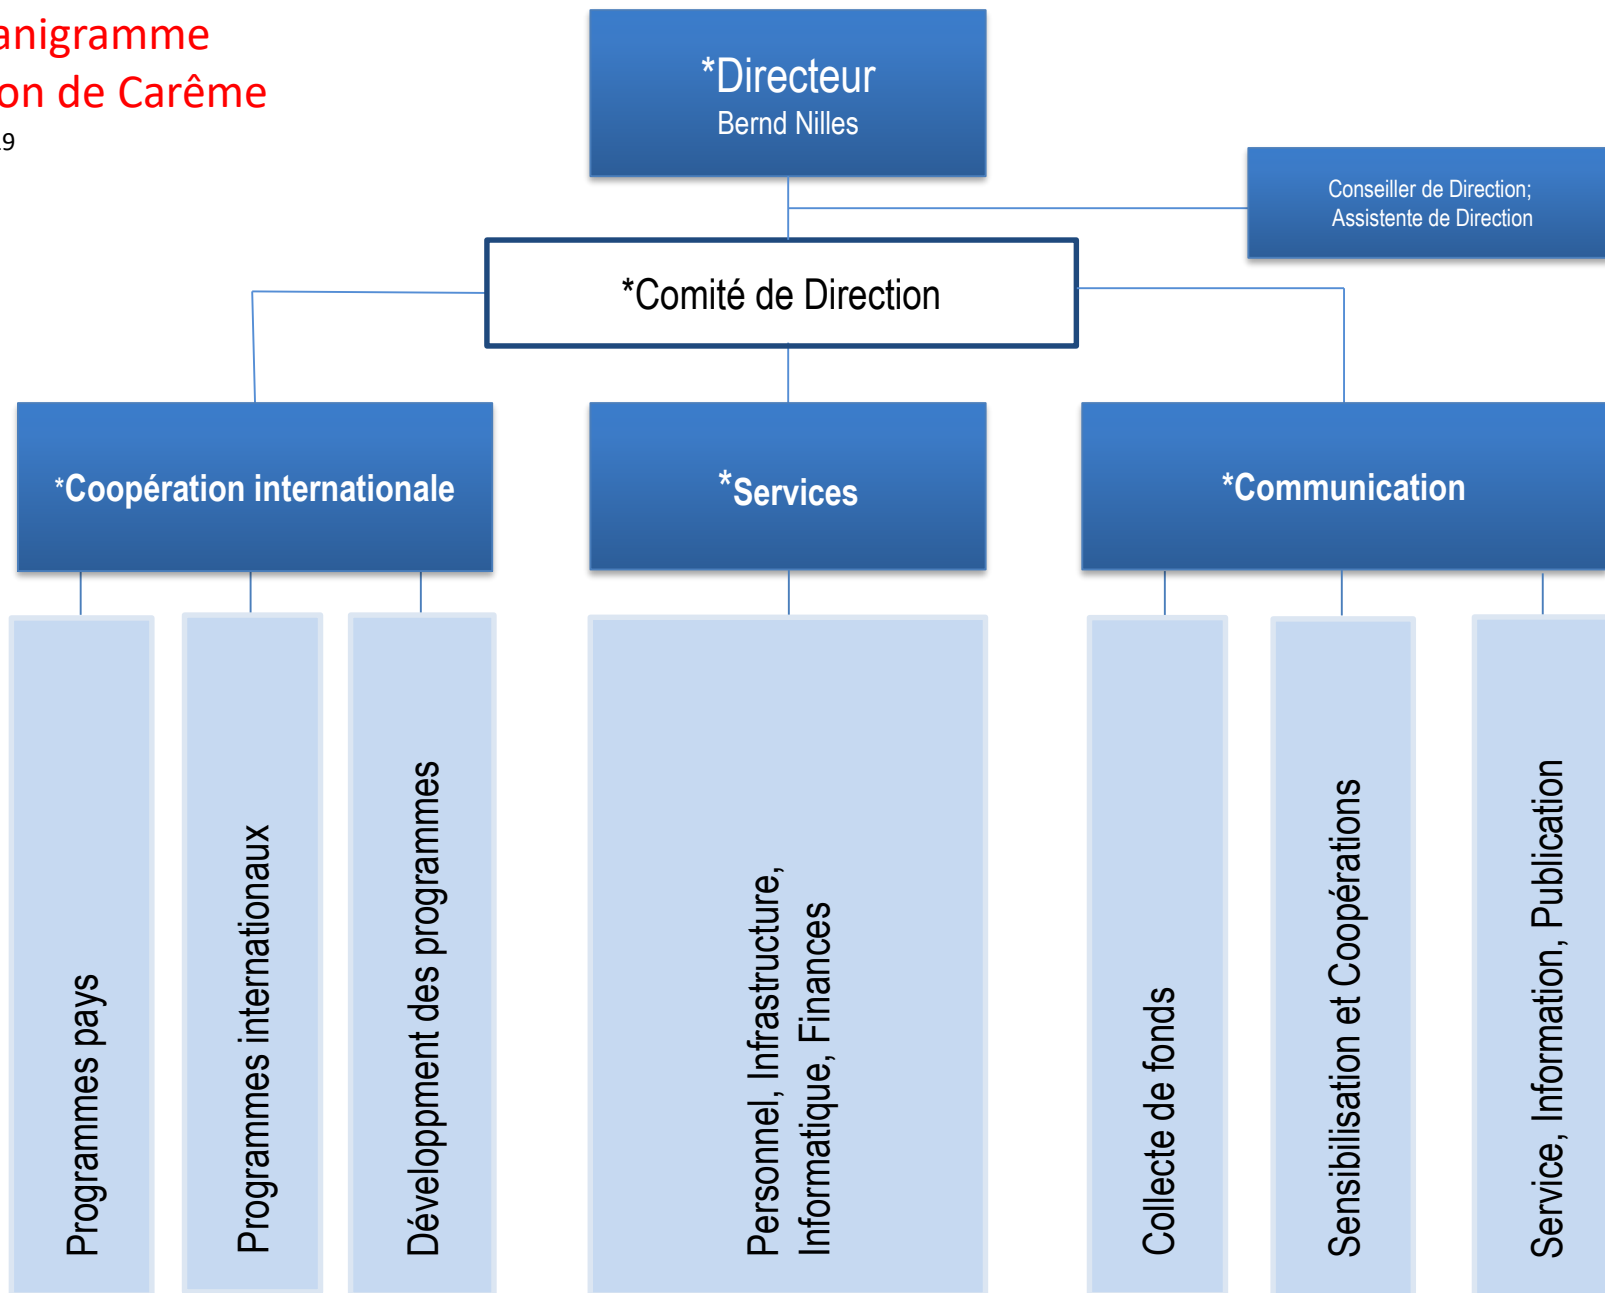 anigramme
on de Carême
19
*Directeur
Bernd Nilles
Conseiller de Direction;
Assistente de Direction
*Comité de Direction
*Coopération internationale
*Services
*Communication
Programmes pays
Programmes internationaux
Développment des programmes
Personnel, Infrastructure,
Informatique, Finances
Collecte de fonds
Sensibilisation et Coopérations
Service, Information, Publication